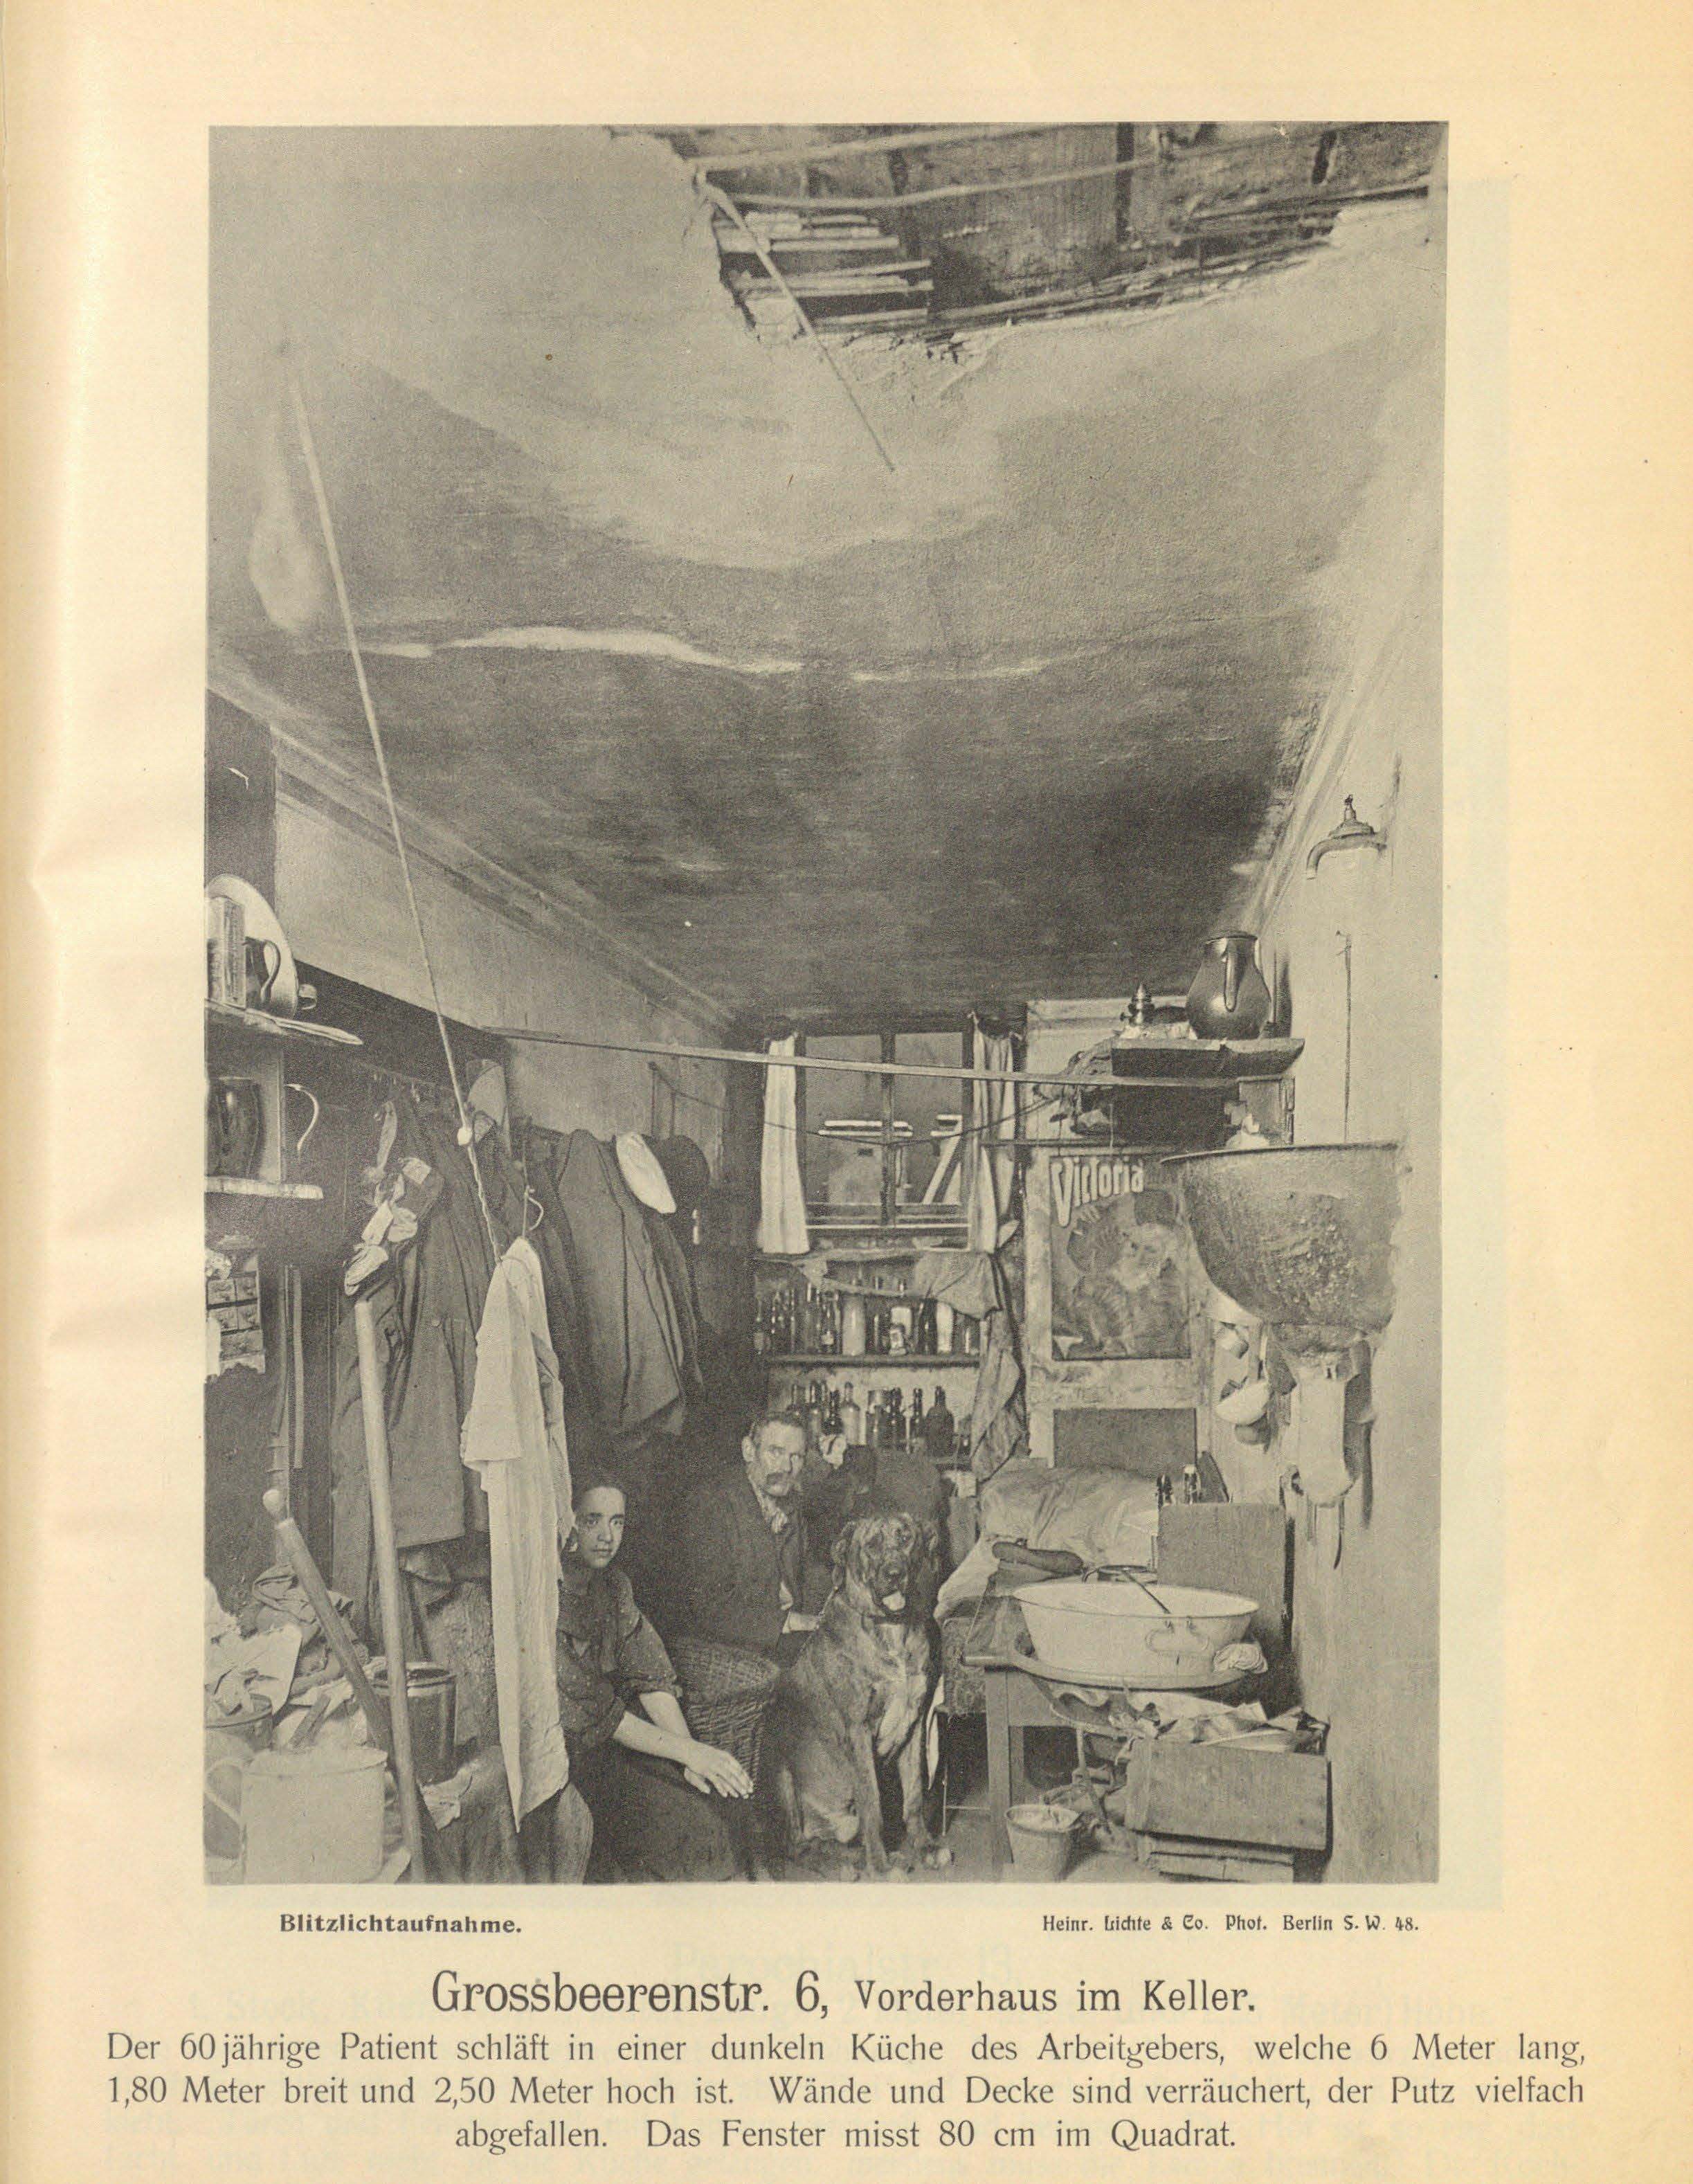 Victoria
Blitzlichtaufnahme.
Heinr. Lichte & Co. Phot. Berlin S. W. 48.
Grossbeerenstr. 6, Vorderhaus im Keller.
Der 60jährige Patient schläft in einer dunkeln Küche des Arbeitgebers, welche 6 Meter lang,
1,80 Meter breit und 2,50 Meter hoch ist. Wände und Decke sind verräuchert, der Putz vielfach
abgefallen. Das Fenster misst 80 cm im Quadrat.